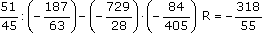 51/45 : (−187/63) − (−729/28) · (−84/405) R = −318/55